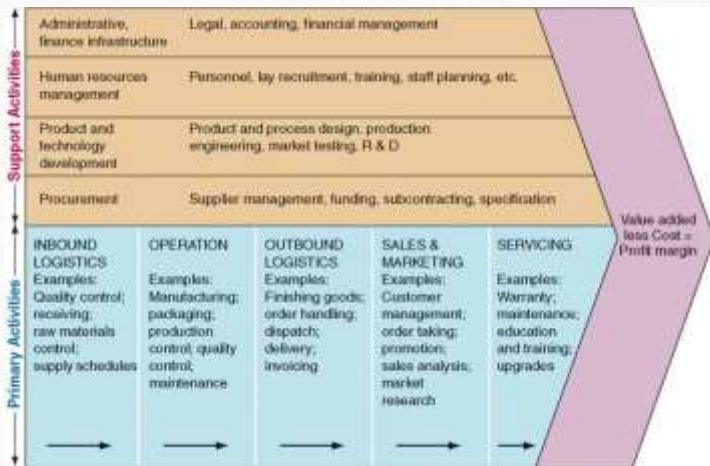 Support Activities
Administrative,
finance infrastructure
Legal, accounting, financial management
Human resources
management
Personnel, lay recruitment, training, staff planning, etc.
Product and
technology
development
Product and process design, production
engineering, market testing, R & D
Procurement
Supplier management, funding, subcontracting, specification
Primary Activities
INBOUND
LOGISTICS
Examples:
Quality control;
receiving;
raw materials
control;
supply schedules
OPERATION
Examples:
Manufacturing;
packaging;
production
control; quality
control;
maintenance
OUTBOUND
LOGISTICS
Examples:
Finishing goods;
order handling;
dispatch;
delivery;
invoicing
SALES &
MARKETING
Examples:
Customer
management;
order taking;
promotion;
sales analysis;
market
research
SERVICING
Examples:
Warranty;
maintenance;
education
and training;
upgrades
Value added
less Cost =
Profit margin